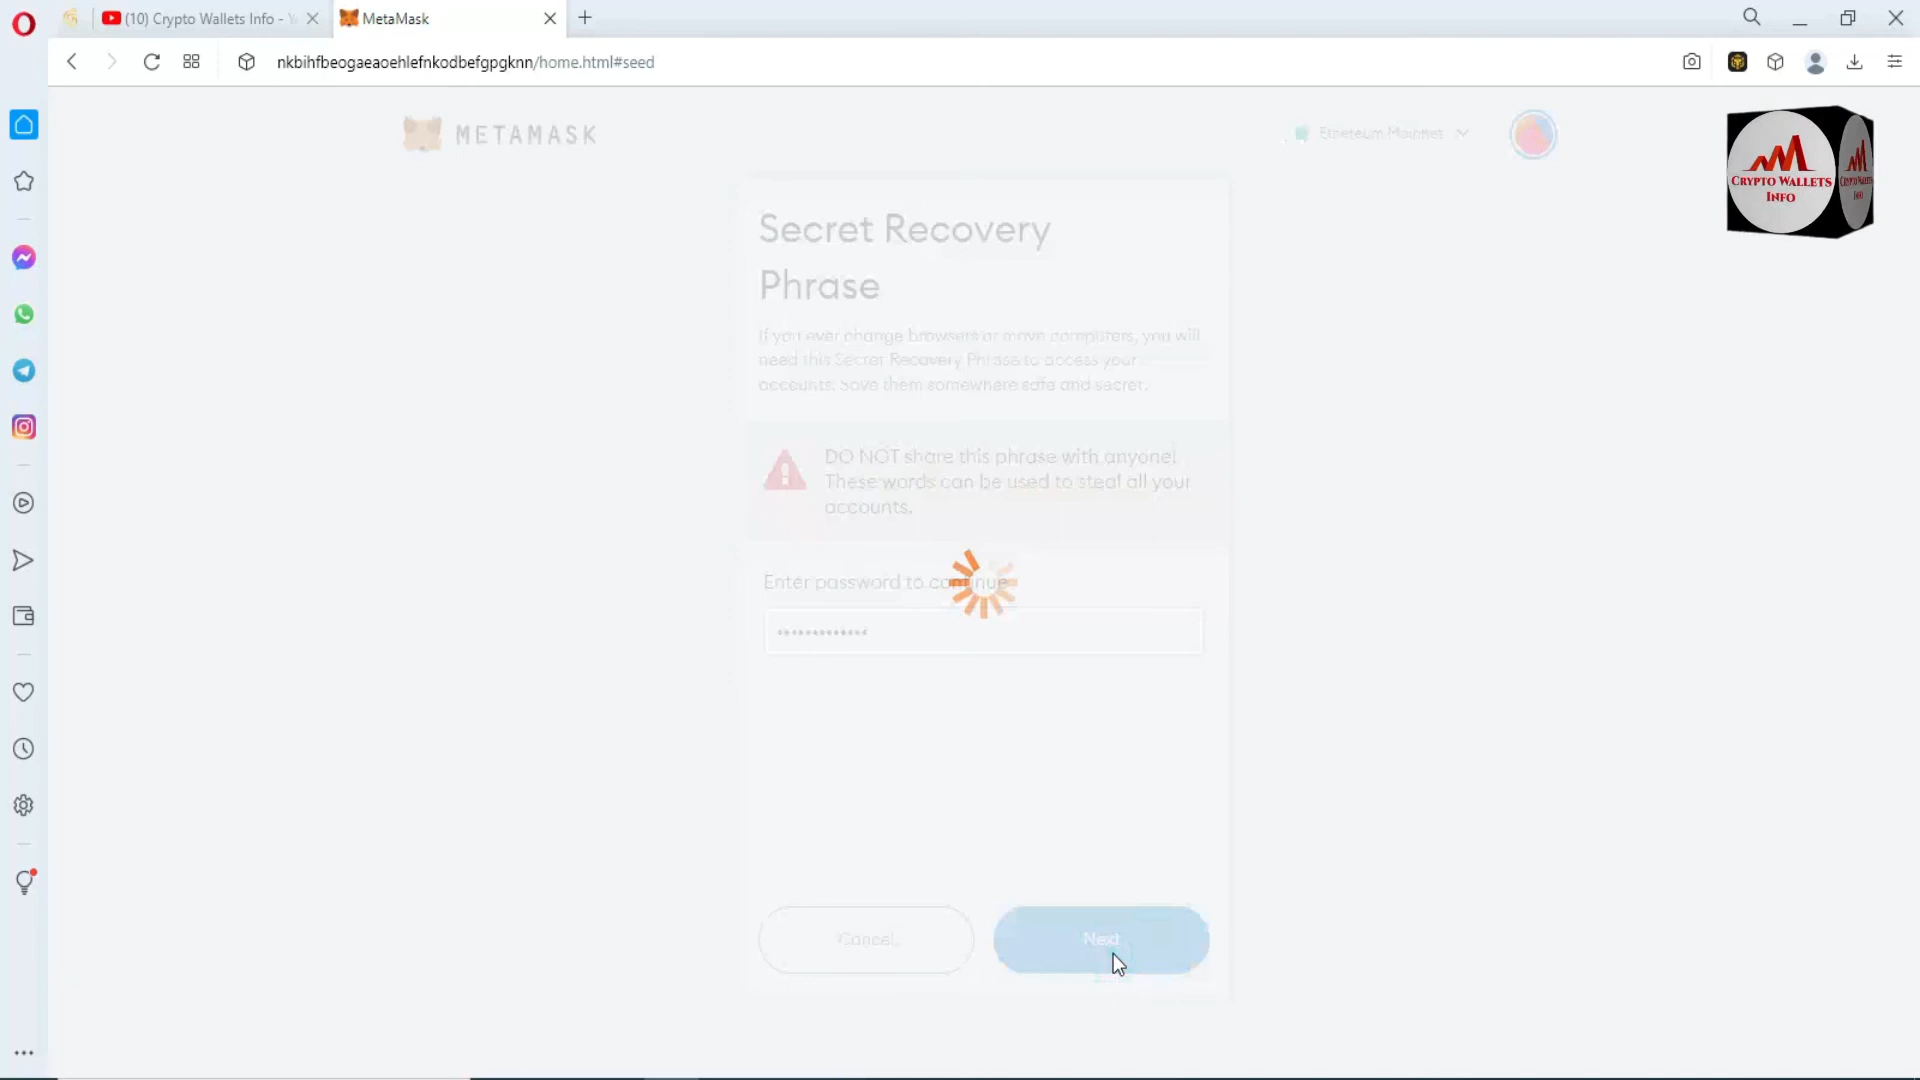 (10) Crypto Wallets Info -
MetaMask
nkbihfbeogaeaoehlefnkodbefgpgknn/home.html#seed
METAMASK
Ethereum Mainnet
CRYPTO WALLETS
INFO
Secret Recovery
Phrase
If you ever change browsers or move computers, you will
need this Secret Recovery Phrase to access your
accounts. Save them somewhere safe and secret.
DO NOT share this phrase with anyone!
These words can be used to steal all your
accounts.
Enter password to continue
Cancel
Next